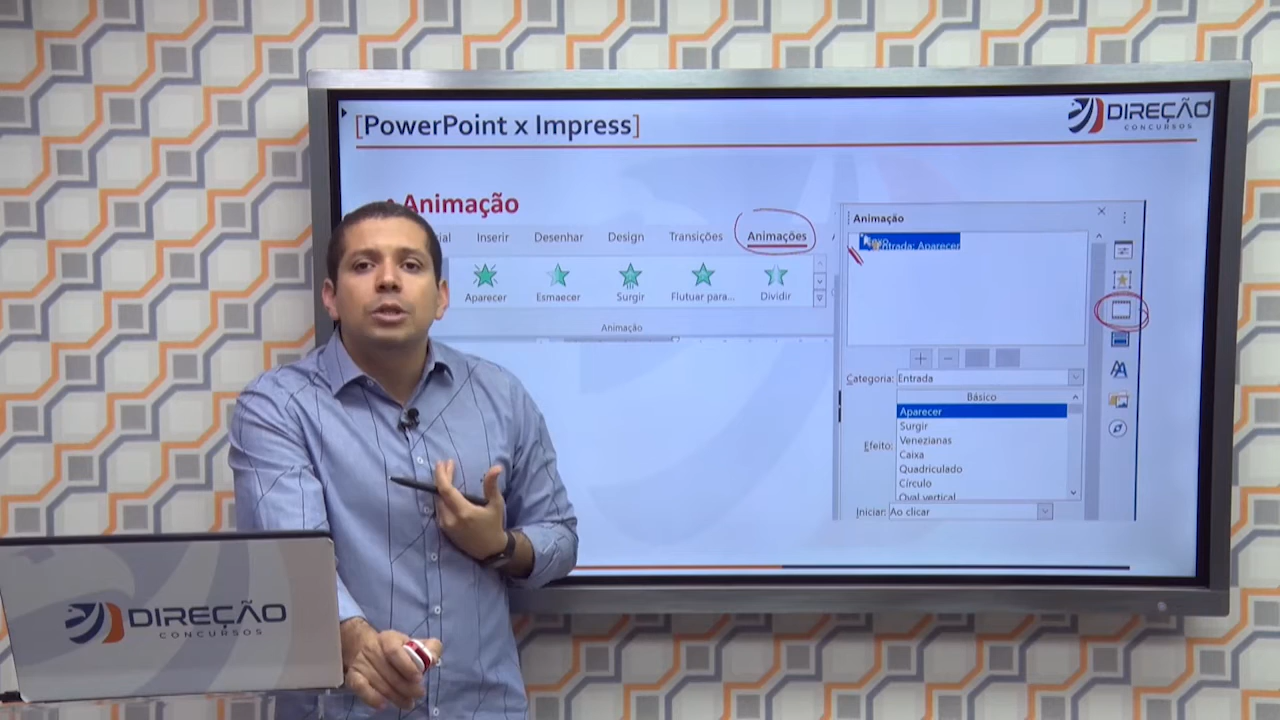 [PowerPoint x Impress]
DIREÇÃO
CONCURSOS
• Animação
Inserir Desenhar Design Transições Animações
Aparecer Esmaecer Surgir Flutuar para... Dividir
Animação
Animação
Entrada: Aparecer
Categoria: Entrada
Básico
Aparecer
Surgir
Venezianas
Efeito:
Caixa
Quadriculado
Círculo
Oval vertical
Iniciar: Ao clicar
DIREÇÃO
CONCURSOS